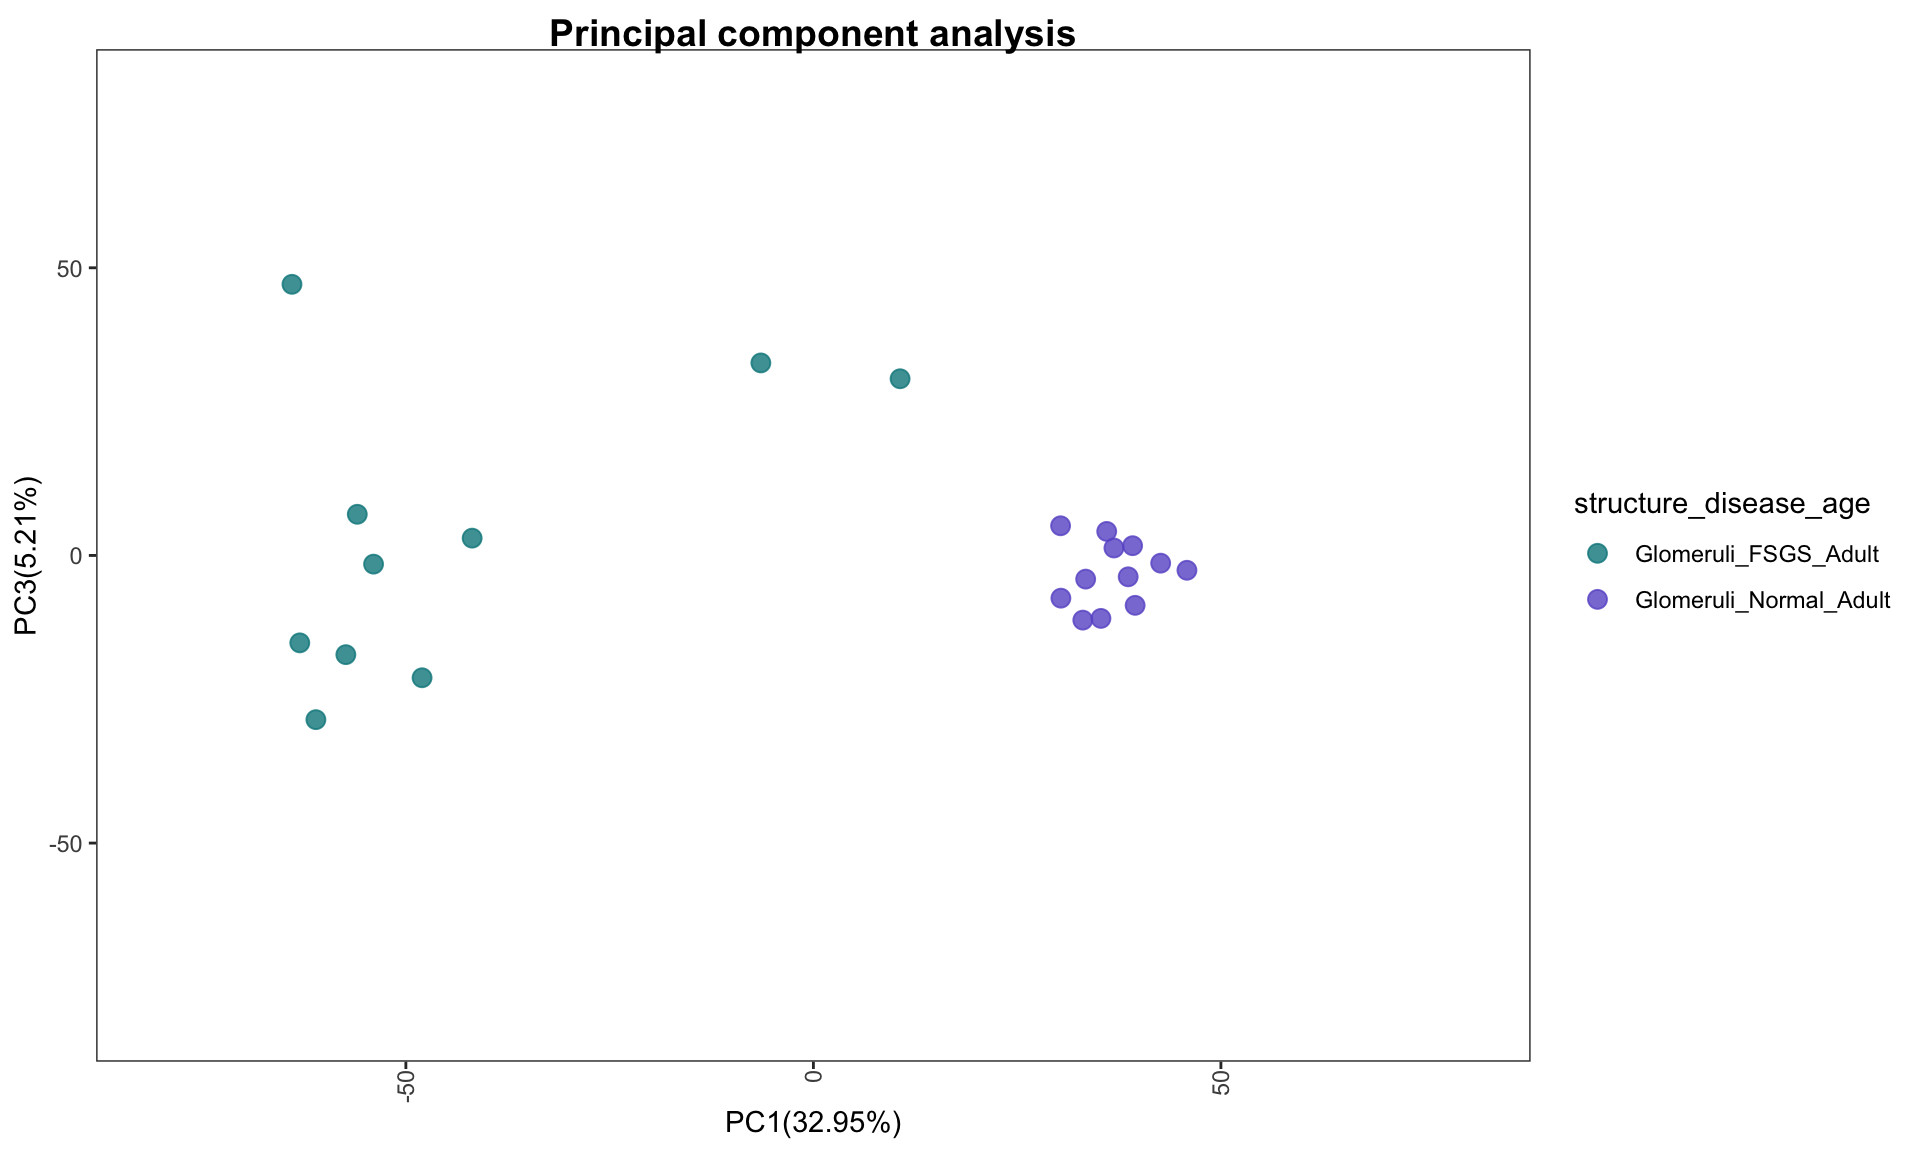 Principal component analysis
50
0
-50
PC3(5.21%)
-50
0
50
PC1(32.95%)
structure_disease_age
Glomeruli_FSGS_Adult
Glomeruli_Normal_Adult